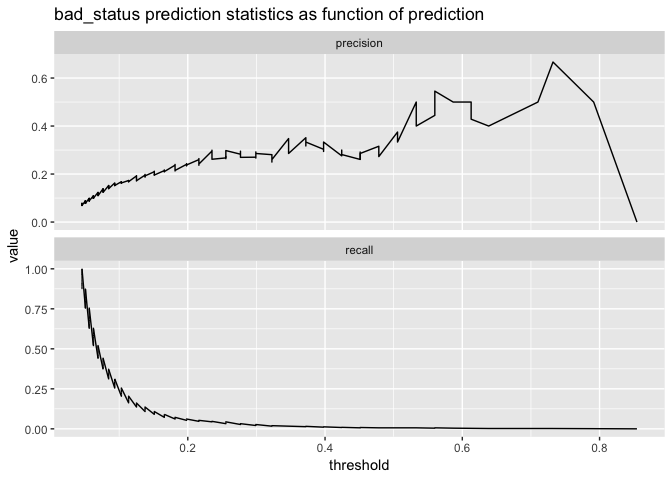 bad_status prediction statistics as function of prediction
precision
0.6
0.4
0.2
0.0
value
recall
1.00
0.75
0.50
0.25
0.00
0.2 0.4 0.6 0.8
threshold